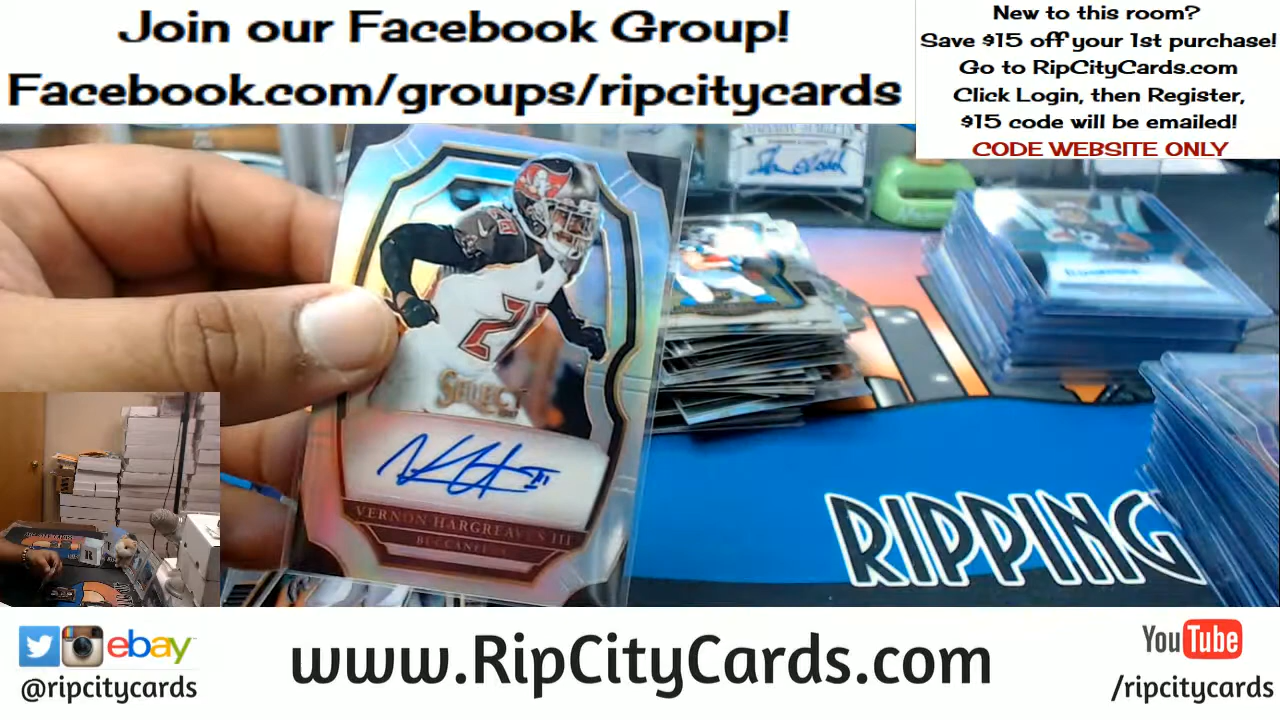 Join our Facebook Group!
Facebook.com/groups/ripcitycards
New to this room?
Save $15 off your 1st purchase!
Go to RipCityCards.com
Click Login, then Register,
$15 code will be emailed!
CODE WEBSITE ONLY
28
SELECT
VERNON HARGREAVES III
BUCCANEERS
RIPPING
ebay
@ripcitycards
www.RipCityCards.com
YouTube
/ripcitycards